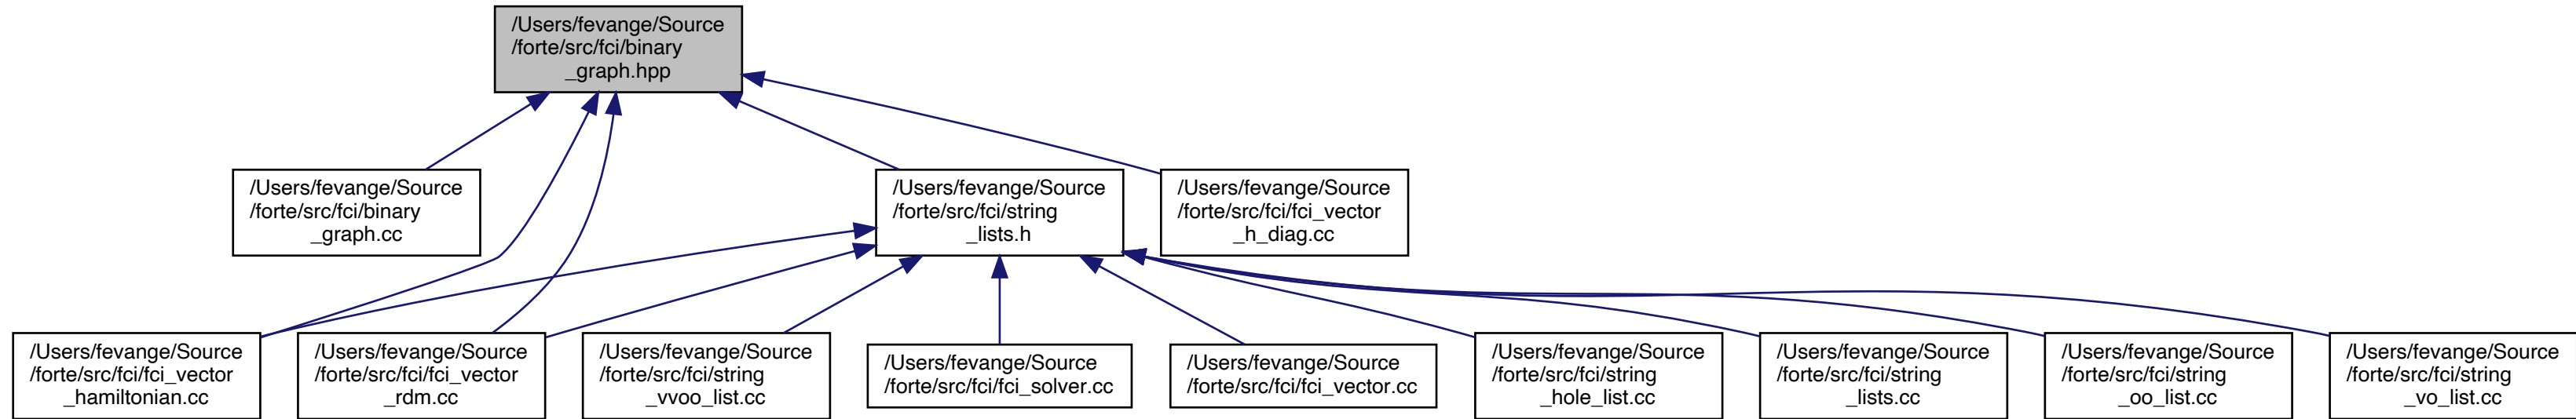 /Users/fevange/Source
/forte/src/fci/binary
_graph.hpp
/Users/fevange/Source
/forte/src/fci/binary
_graph.cc
/Users/fevange/Source
/forte/src/fci/string
_lists.h
/Users/fevange/Source
/forte/src/fci/fci_vector
_h_diag.cc
/Users/fevange/Source
/forte/src/fci/fci_vector
_hamiltonian.cc
/Users/fevange/Source
/forte/src/fci/fci_vector
_rdm.cc
/Users/fevange/Source
/forte/src/fci/string
_vvoo_list.cc
/Users/fevange/Source
/forte/src/fci/fci_solver.cc
/Users/fevange/Source
/forte/src/fci/fci_vector.cc
/Users/fevange/Source
/forte/src/fci/string
_hole_list.cc
/Users/fevange/Source
/forte/src/fci/string
_lists.cc
/Users/fevange/Source
/forte/src/fci/string
_oo_list.cc
/Users/fevange/Source
/forte/src/fci/string
_vo_list.cc